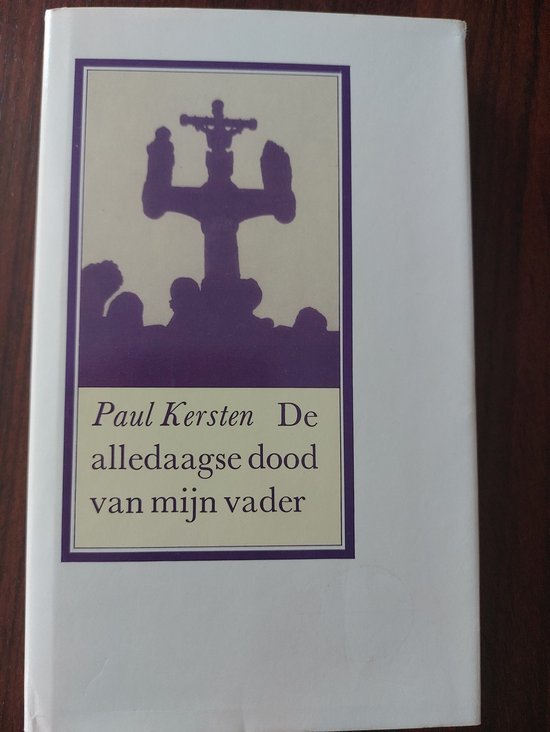 Paul Kersten De
alledaagse dood
van mijn vader